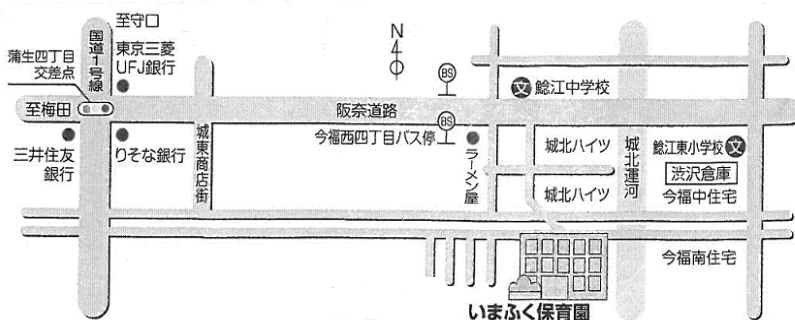 至守口
国道1号線
東京三菱
UFJ銀行
蒲生四丁目
交差点
至梅田
三井住友
銀行
りそな銀行
城東商店街
阪奈道路
N
BS
BS
今福西四丁目バス停
ラーメン屋
文
鯰江中学校
城北ハイツ
城北ハイツ
城北運河
鯰江東小学校
文
渋沢倉庫
今福中住宅
今福南住宅
いまふく保育園